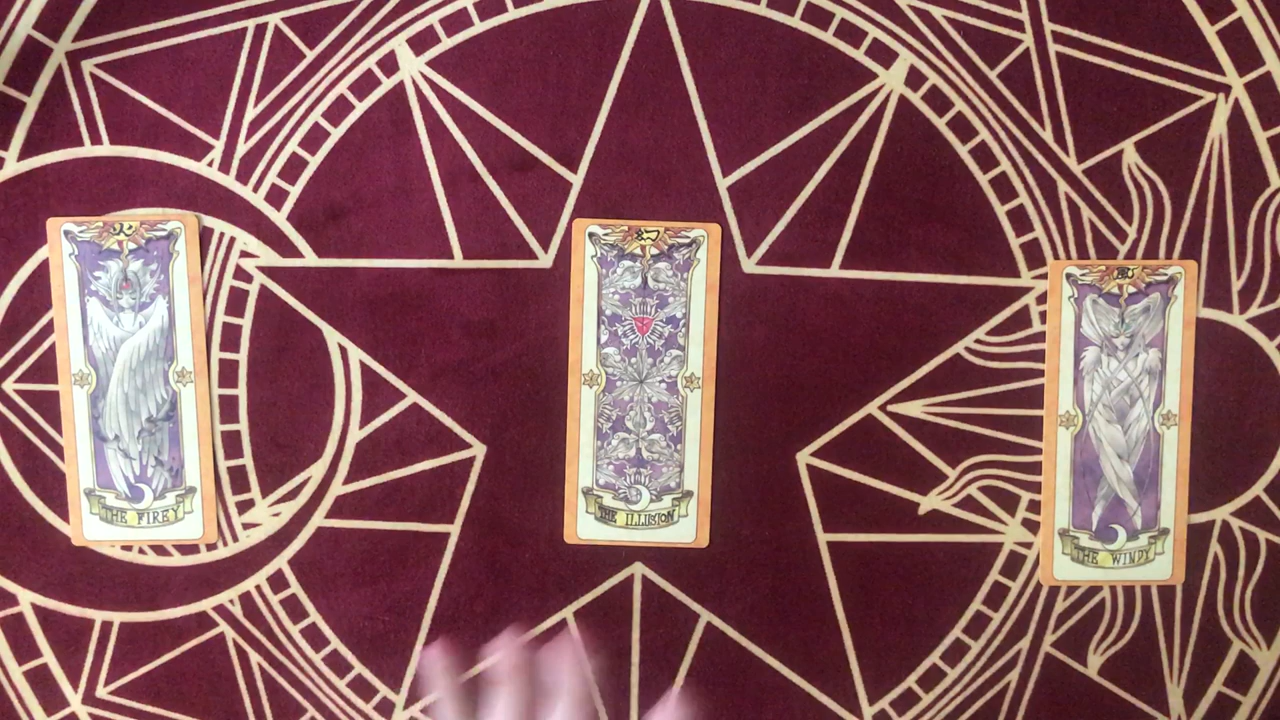 火
THE FIREY
幻
THE ILLUSION
風
THE WINDY